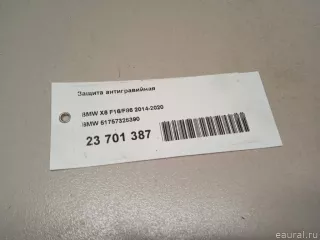 Защита антигравийная
BMW X6 F16/F86 2014-2020
BMW 51757325390
23 701 387
eaural.ru